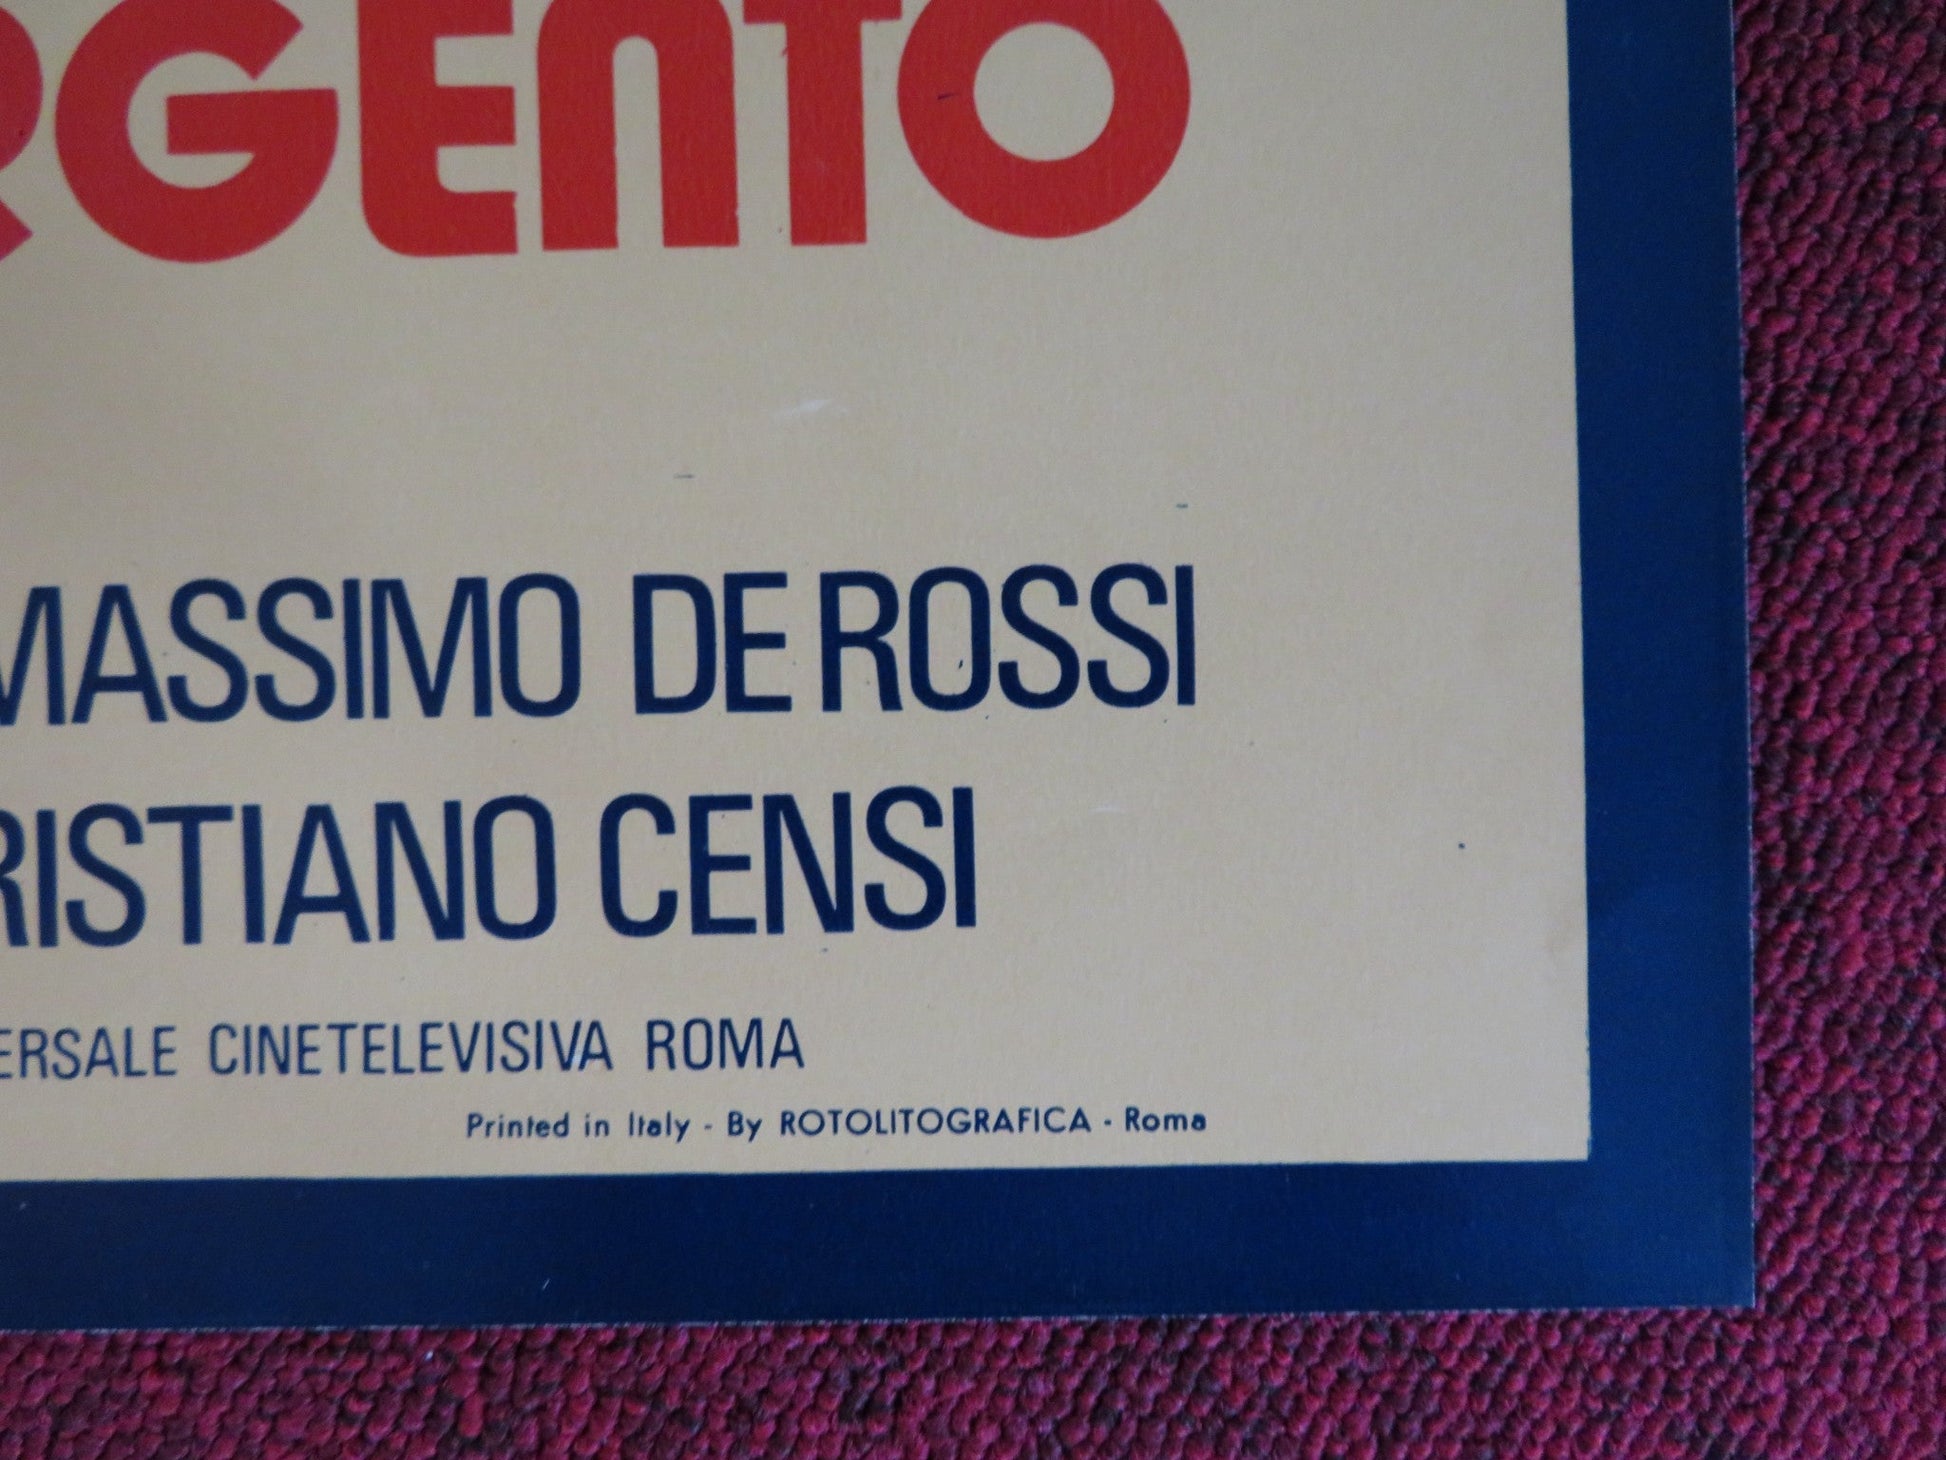 RGENTO
MASSIMO DE ROSSI
RISTIANO CENSI
ERSALE CINETELEVISIVA ROMA
Printed in Italy - By ROTOLITOGRAFICA - Roma